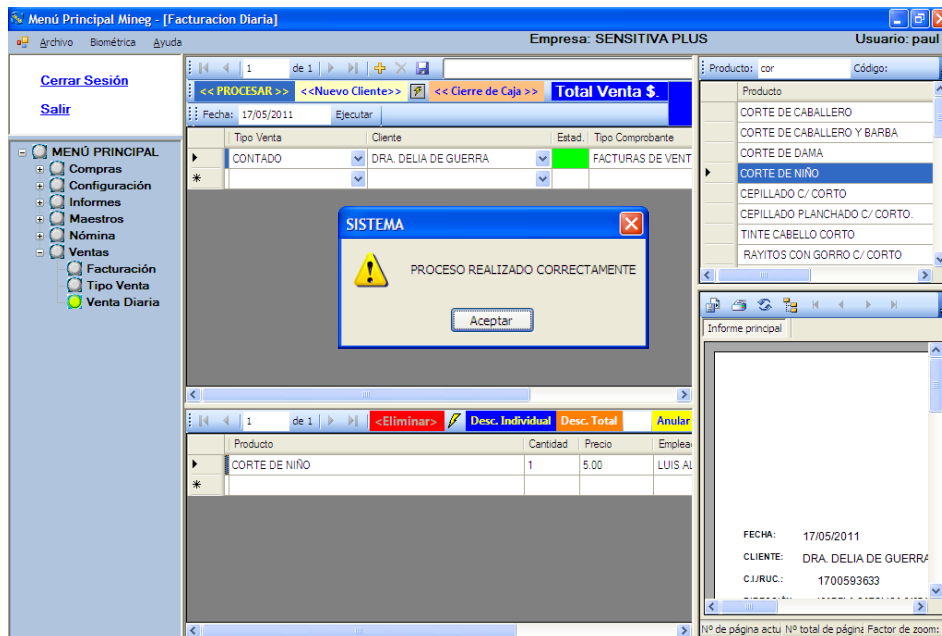 Menú Principal Mineg - [Facturacion Diaria]
Archivo Biométrica Ayuda
Empresa: SENSITIVA PLUS Usuario: paul
Cerrar Sesión
Salir
MENÚ PRINCIPAL
Compras
Configuración
Informes
Maestros
Nómina
Ventas
Facturación
Tipo Venta
Venta Diaria
1 de 1
<< PROCESAR >> <<Nuevo Cliente>> << Cierre de Caja >> Total Venta $.
Fecha: 17/05/2011 Ejecutar
Tipo Venta Cliente Estad. Tipo Comprobante
CONTADO DRA. DELIA DE GUERRA FACTURAS DE VENT
SISTEMA
PROCESO REALIZADO CORRECTAMENTE
Aceptar
1 de 1 <Eliminar> Desc. Individual Desc. Total Anular
Producto Cantidad Precio Emplea
CORTE DE NIÑO 1 5.00 LUIS AL
Producto: cor Código:
Producto
CORTE DE CABALLERO
CORTE DE CABALLERO Y BARBA
CORTE DE DAMA
CORTE DE NIÑO
CEPILLADO C/ CORTO
CEPILLADO PLANCHADO C/ CORTO.
TINTE CABELLO CORTO
RAYITOS CON GORRO C/ CORTO
Informe principal
FECHA: 17/05/2011
CLIENTE: DRA. DELIA DE GUERRA
C.I./RUC.: 1700593633
Nº de página actu Nº total de página Factor de zoom: